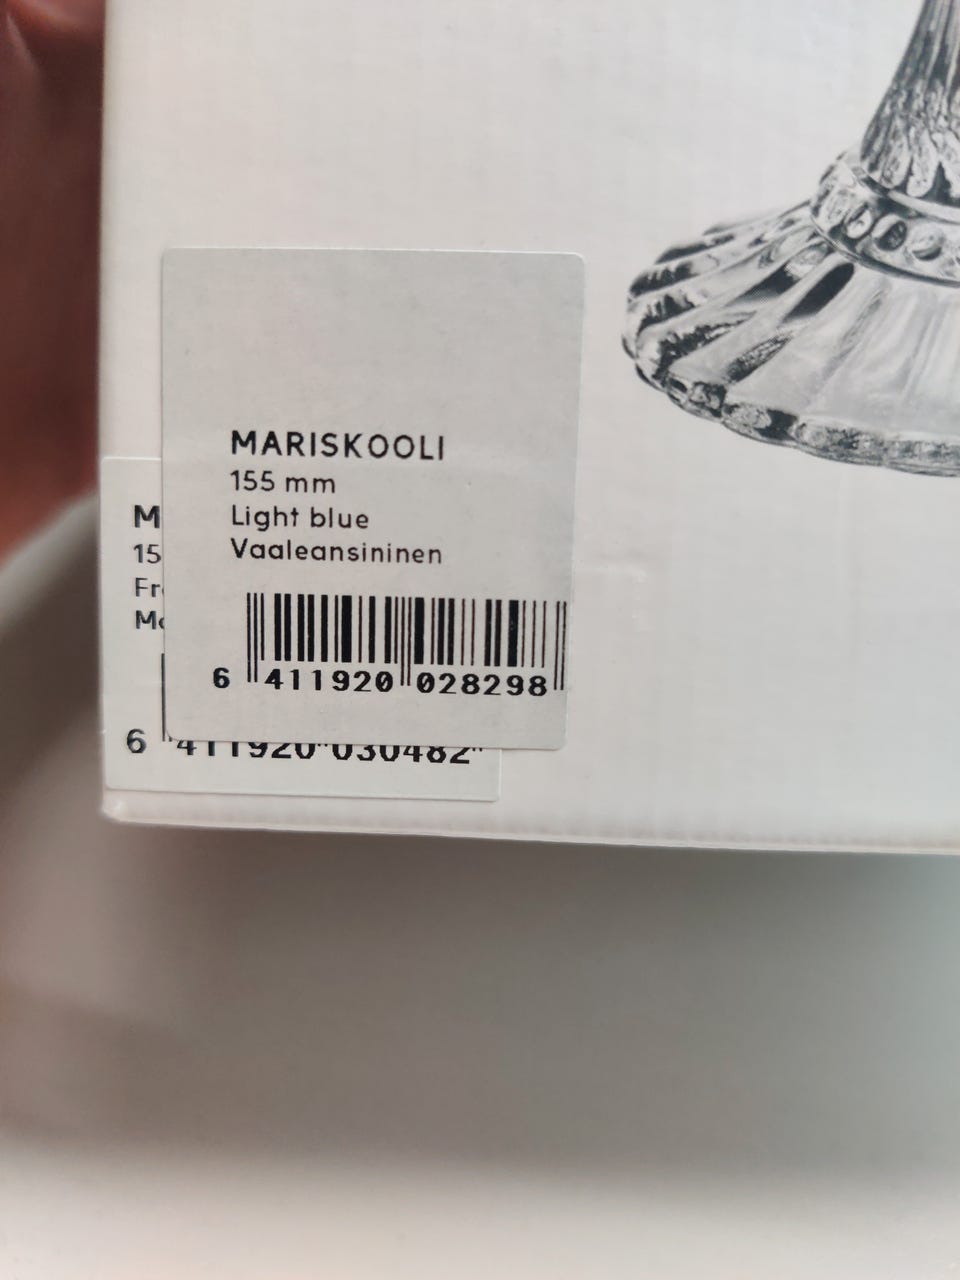 MARISKOOLI
155 mm
Light blue
Vaaleansininen
6 411920 028298
6 411920 030482